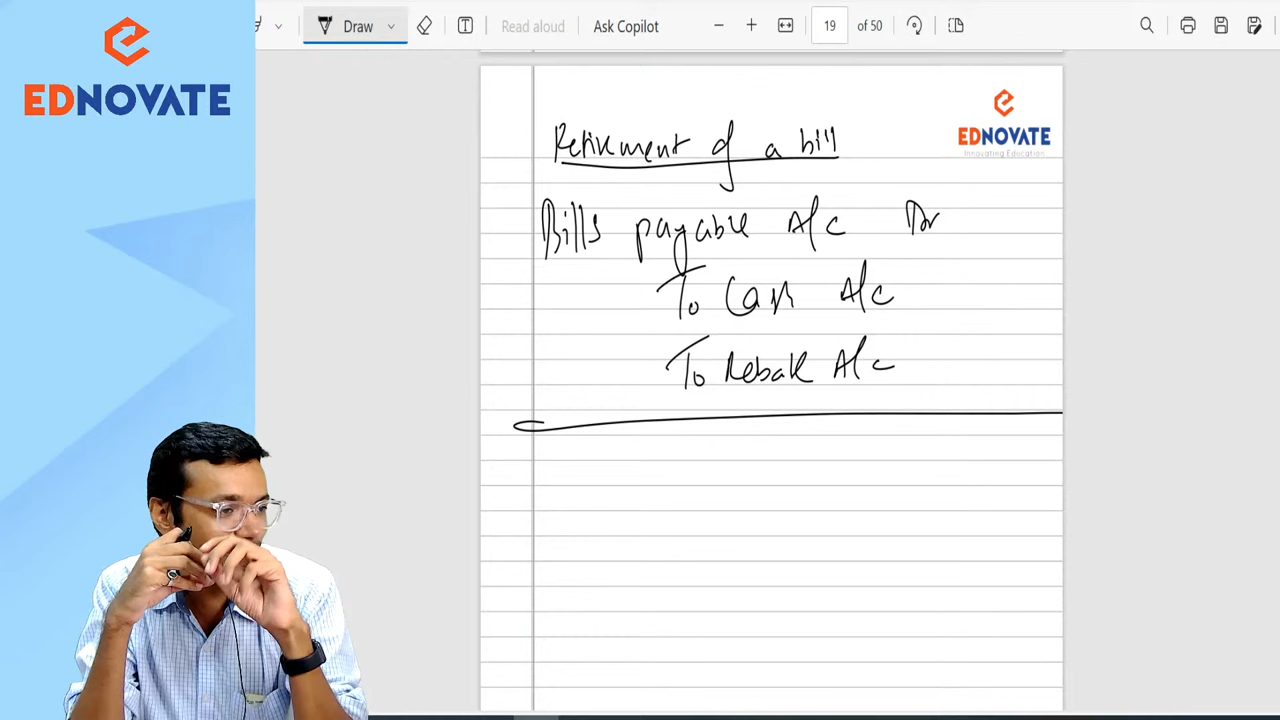 Draw
Read aloud
Ask Copilot
19 of 50
EDNOVATE
EDNOVATE
Innovating Education
Retirement of a bill
Bills payable A/c Dr
To Cash A/c
To Rebate A/c